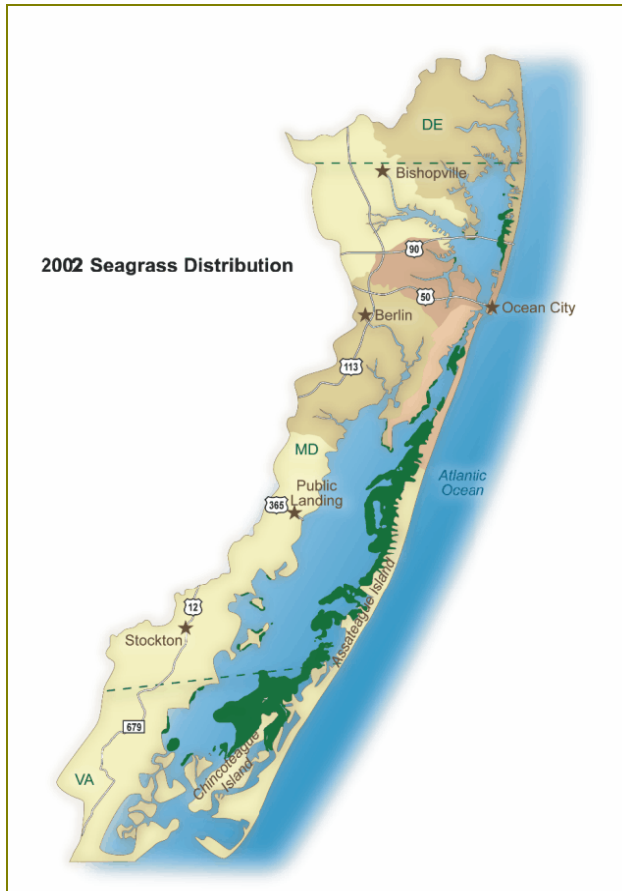 DE
Bishopville
90
2002 Seagrass Distribution
50
Ocean City
Berlin
113
MD
Atlantic
Ocean
Public
Landing
365
Assateague Island
12
Stockton
679
Chincoteague
Island
VA